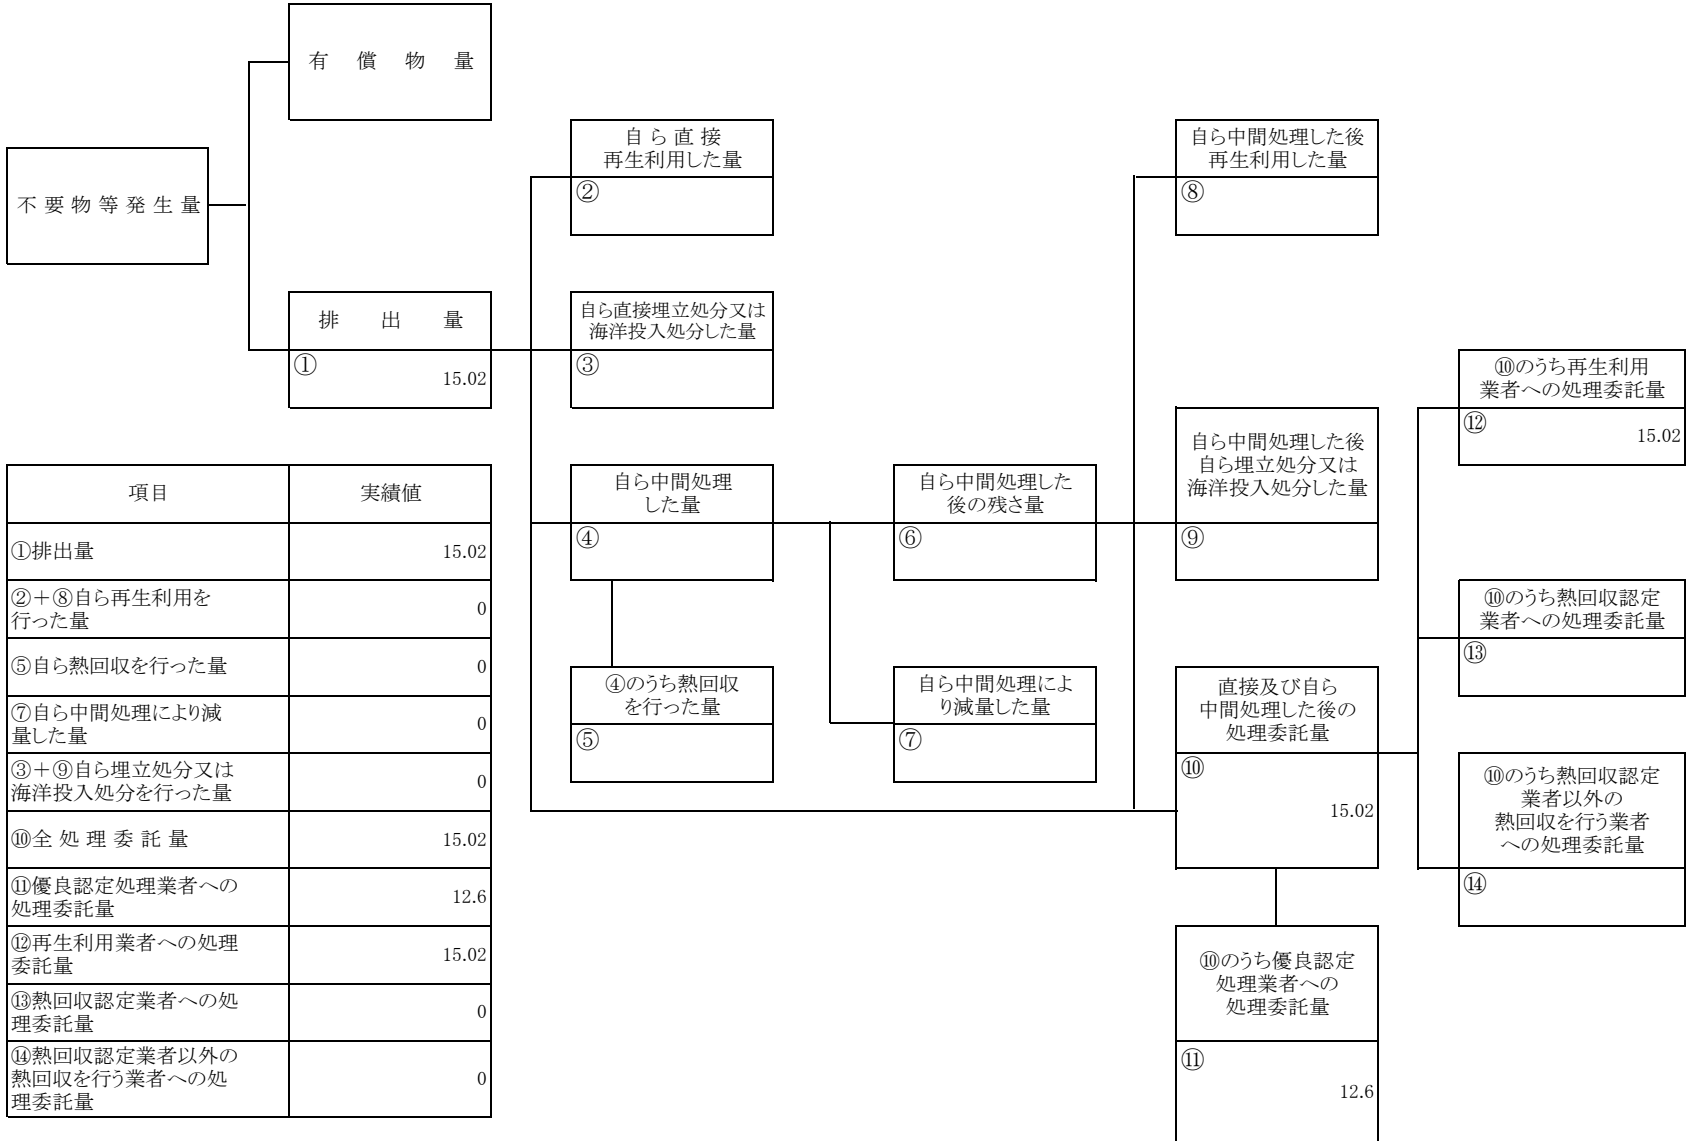 有償物量
不要物等発生量
排出量
①
15.02
自ら直接
再生利用した量
②
自ら直接埋立処分又は
海洋投入処分した量
③
自ら中間処理
した量
④
④のうち熱回収
を行った量
⑤
自ら中間処理した
後の残さ量
⑥
自ら中間処理によ
り減量した量
⑦
自ら中間処理した後
再生利用した量
⑧
自ら中間処理した後
自ら埋立処分又は
海洋投入処分した量
⑨
直接及び自ら
中間処理した後の
処理委託量
⑩
15.02
⑩のうち優良認定
処理業者への
処理委託量
⑪
12.6
⑩のうち再生利用
業者への処理委託量
⑫
15.02
⑩のうち熱回収認定
業者への処理委託量
⑬
⑩のうち熱回収認定
業者以外の
熱回収を行う業者
への処理委託量
⑭
項目 実績値
①排出量 15.02
②+⑧自ら再生利用を
行った量 0
⑤自ら熱回収を行った量 0
⑦自ら中間処理により減
量した量 0
③+⑨自ら埋立処分又は
海洋投入処分を行った量 0
⑩全処理委託量 15.02
⑪優良認定処理業者への
処理委託量 12.6
⑫再生利用業者への処理
委託量 15.02
⑬熱回収認定業者への処
理委託量 0
⑭熱回収認定業者以外の
熱回収を行う業者への処
理委託量 0